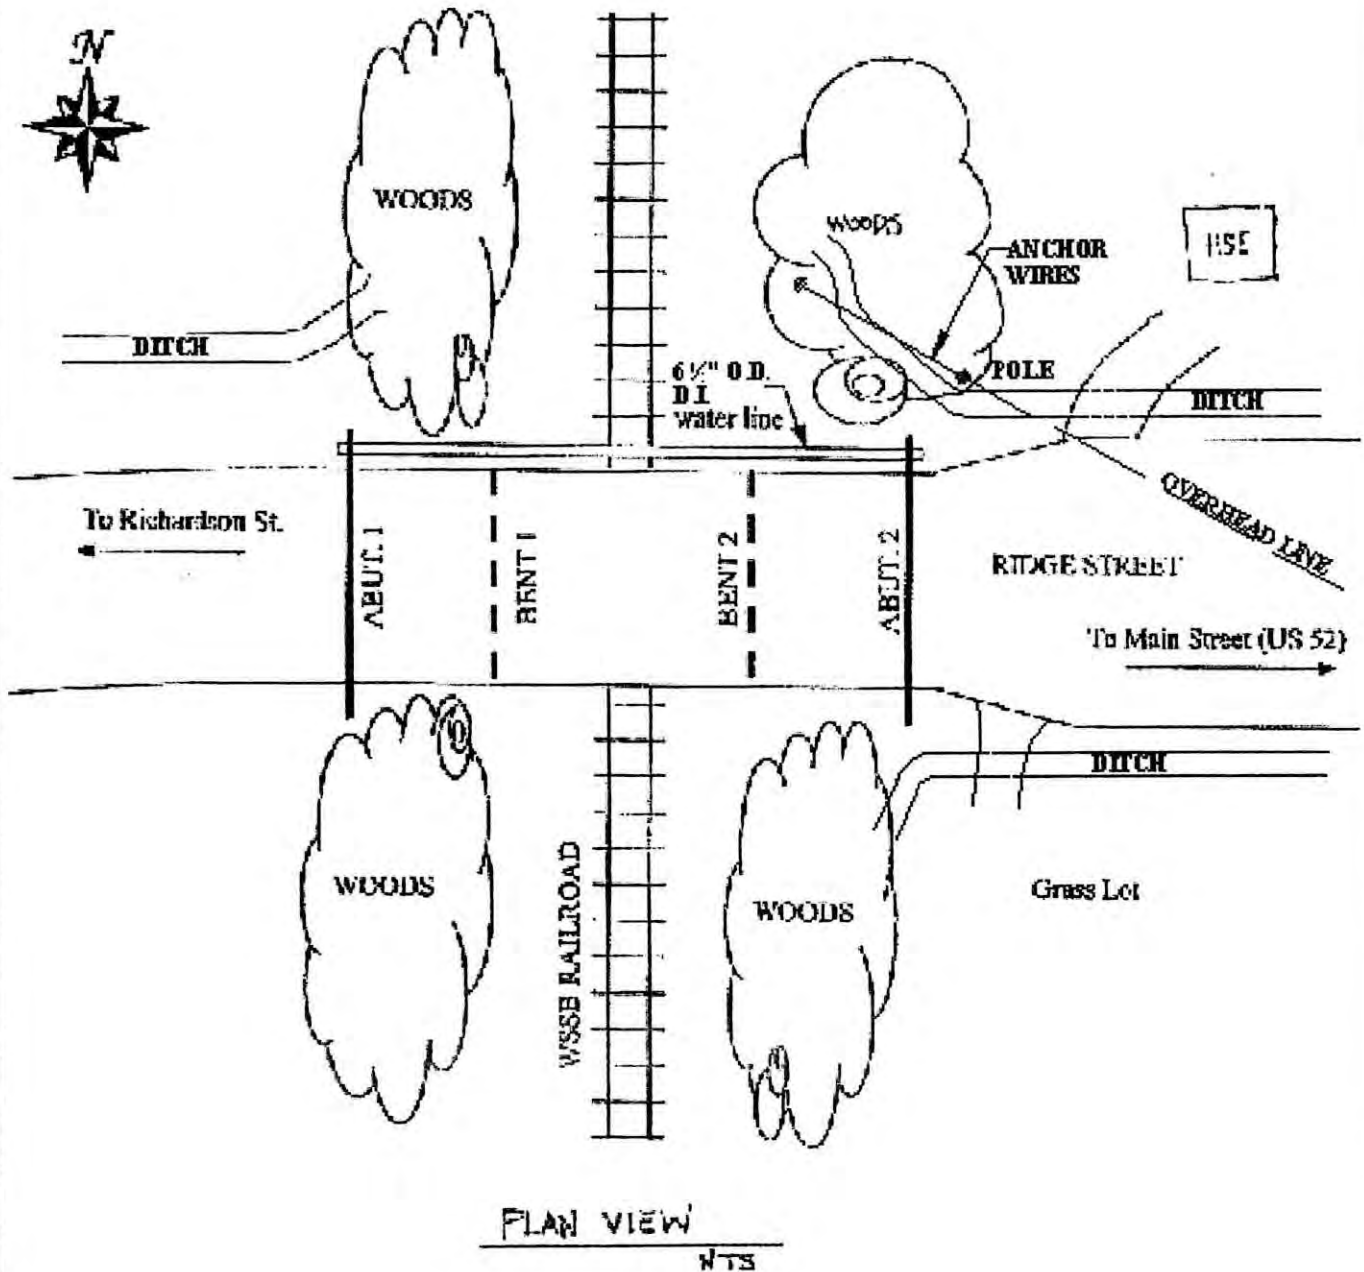 N
WOODS
WOODS
HSE
ANCHOR
WIRES
DITCH
6½" O.D.
D.I.
water line
POLE
DITCH
To Richardson St.
ABUT. 1
BENT 1
BENT 2
ABUT. 2
OVERHEAD LINE
RIDGE STREET
To Main Street (US 52)
DITCH
WOODS
WSSB RAILROAD
WOODS
Grass Lot
PLAN VIEW
NTS